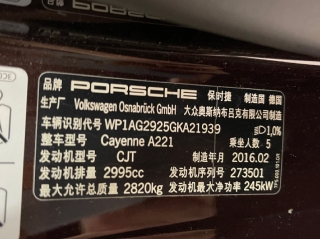 品牌 PORSCHE 保时捷 制造国 德国
生产厂 Volkswagen Osnabrück GmbH 大众奥斯纳布吕克有限公司
车辆识别代号 WP1AG2925GKA21939 1,0%
整车型号 Cayenne A221 乘坐人数 5
发动机型号 CJT 制造年月 2016.02
发动机排量 2995cc 发动机序列号 273501
最大允许总质量 2820kg 发动机最大净功率 245kW